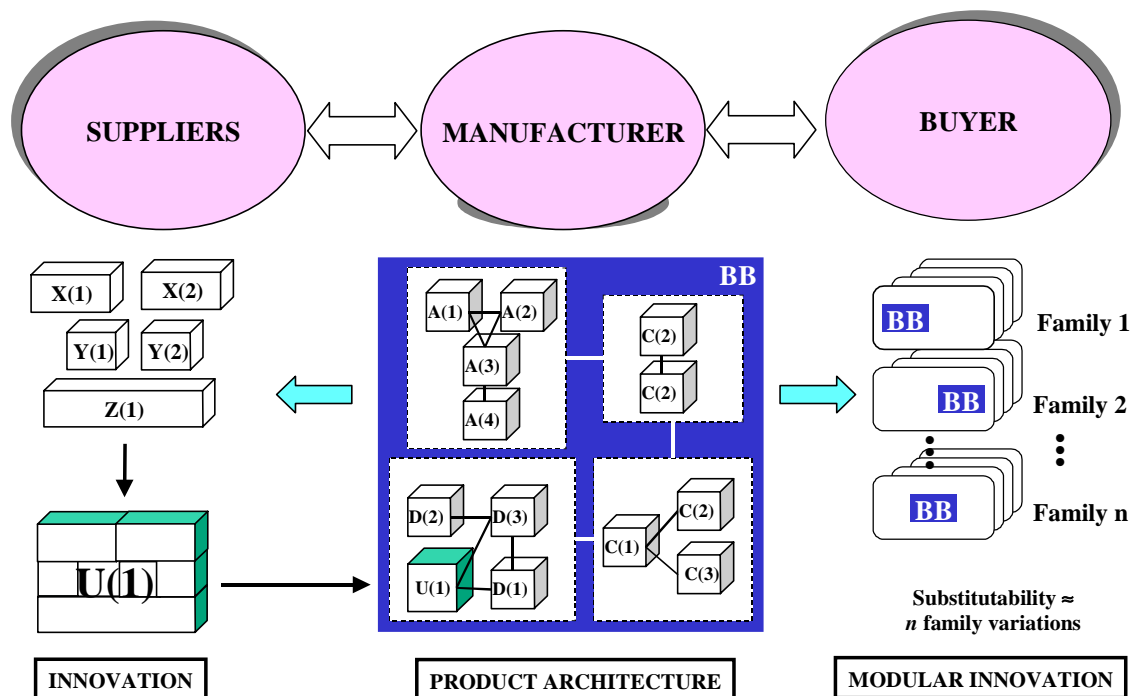 SUPPLIERS
MANUFACTURER
BUYER
X(1)
X(2)
Y(1)
Y(2)
Z(1)
U(1)
INNOVATION
BB
A(1)
A(2)
A(3)
A(4)
C(2)
C(2)
D(2)
D(3)
U(1)
D(1)
C(2)
C(1)
C(3)
PRODUCT ARCHITECTURE
BB
Family 1
BB
Family 2
BB
Family n
Substitutability ≈
n family variations
MODULAR INNOVATION